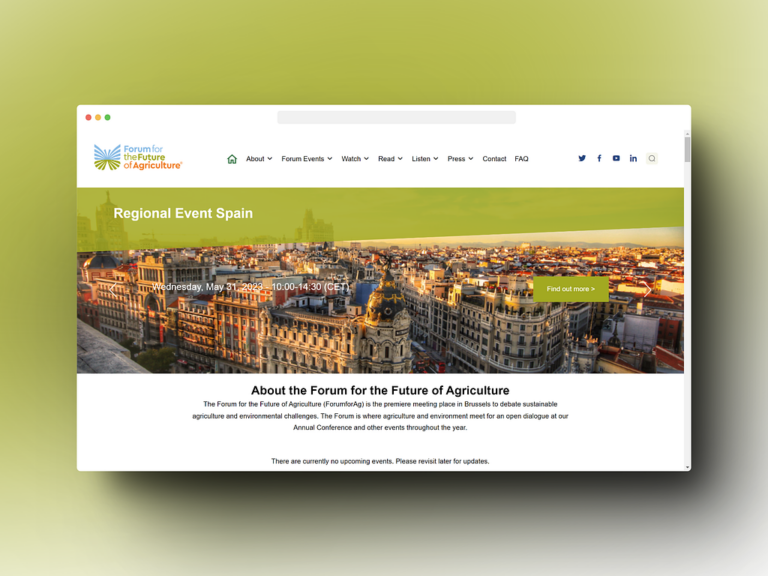 Forum for
the Future
of Agriculture
About
Forum Events
Watch
Read
Listen
Press
Contact
FAQ
Regional Event Spain
Wednesday, May 31, 2023 - 10:00-14:30 (CET)
Find out more >
About the Forum for the Future of Agriculture
The Forum for the Future of Agriculture (ForumforAg) is the premiere meeting place in Brussels to debate sustainable
agriculture and environmental challenges. The Forum is where agriculture and environment meet for an open dialogue at our
Annual Conference and other events throughout the year.
There are currently no upcoming events. Please revisit later for updates.